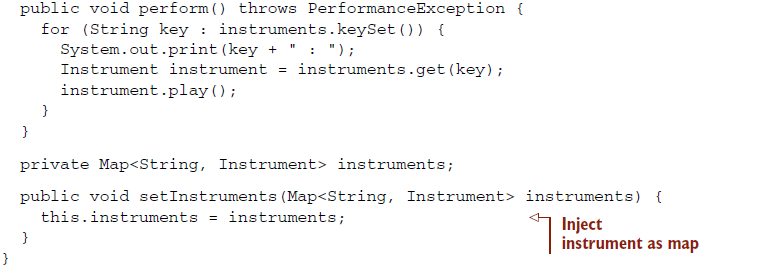 public void perform() throws PerformanceException {
for (String key : instruments.keySet()) {
System.out.print(key + " : ");
Instrument instrument = instruments.get(key);
instrument.play();
}
}
private Map<String, Instrument> instruments;
public void setInstruments(Map<String, Instrument> instruments) {
this.instruments = instruments;
}
}
Inject
instrument as map